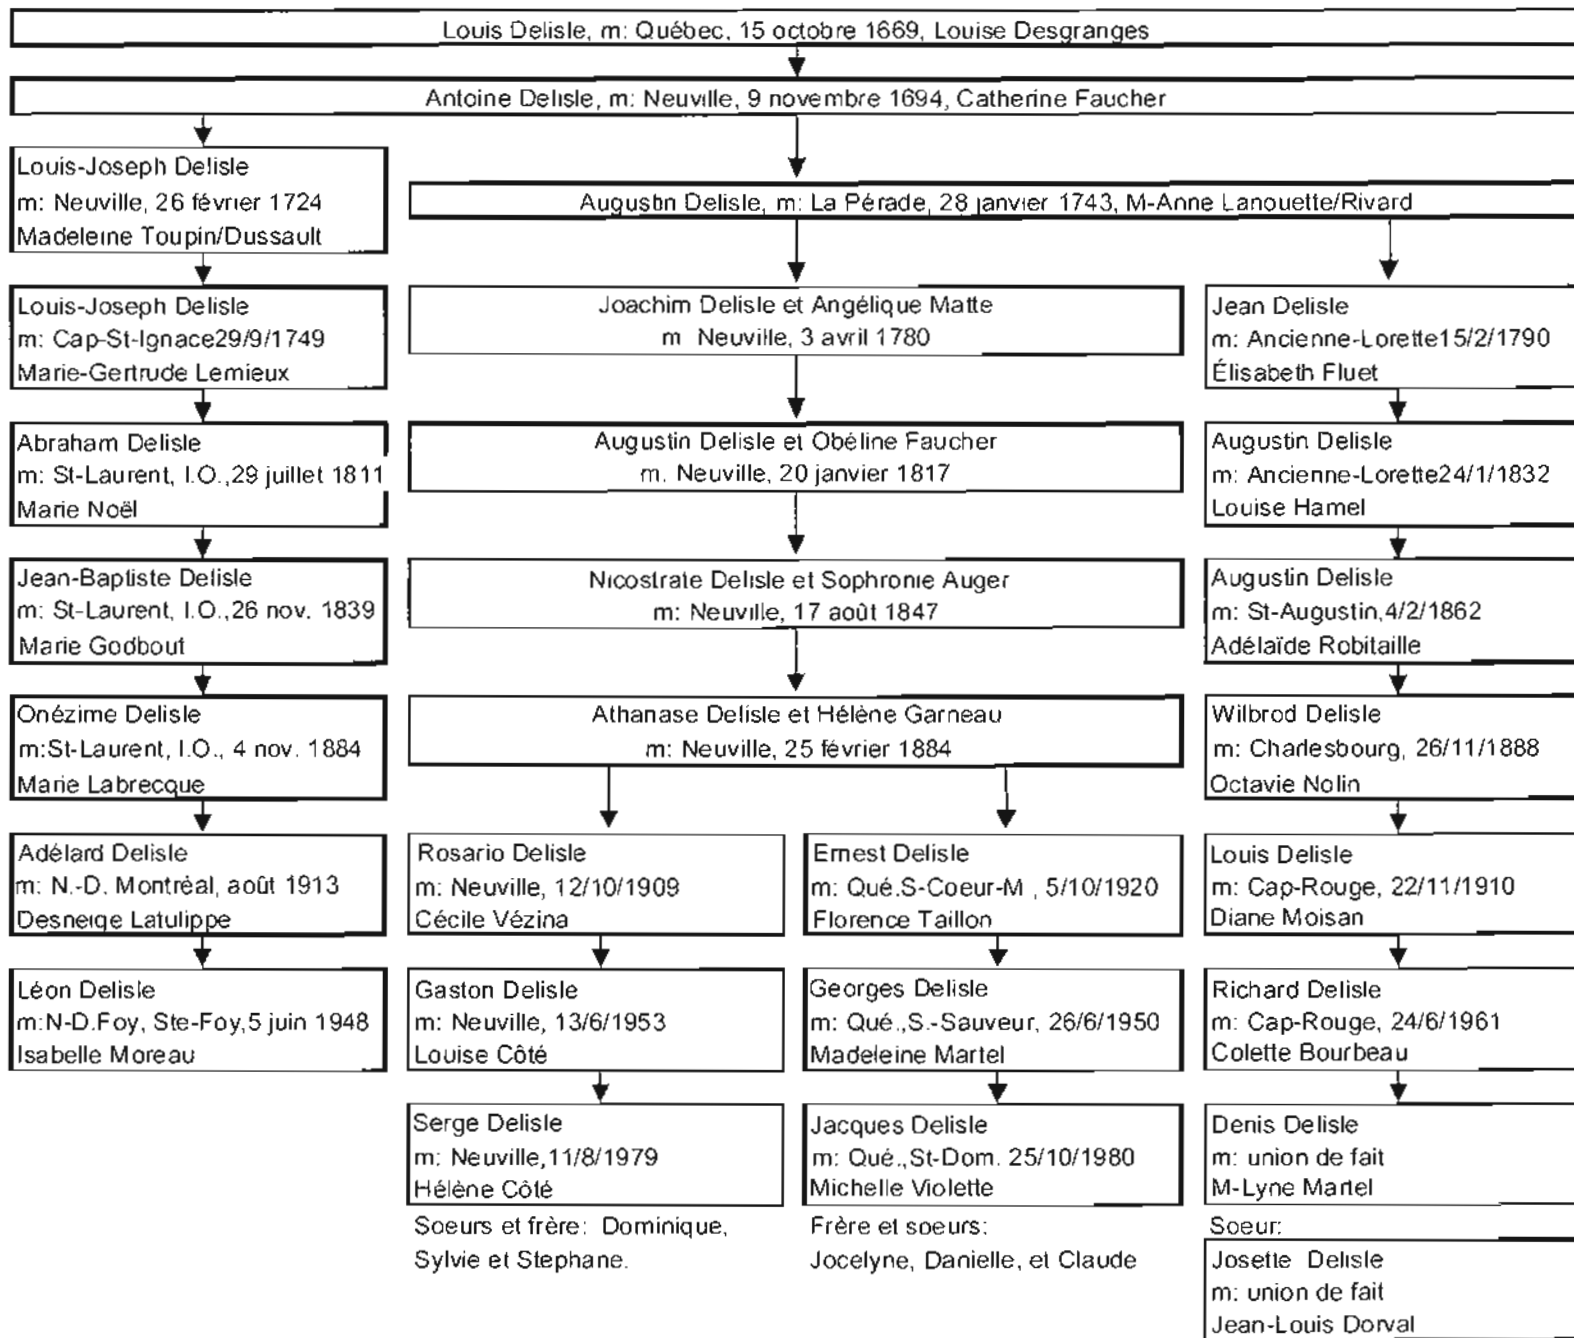 Louis Delisle, m: Québec, 15 octobre 1669, Louise Desgranges
Antoine Delisle, m: Neuville, 9 novembre 1694, Catherine Faucher
Louis-Joseph Delisle
m: Neuville, 26 février 1724
Madeleine Toupin/Dussault
Augustin Delisle, m: La Pérade, 28 janvier 1743, M-Anne Lanouette/Rivard
Louis-Joseph Delisle
m: Cap-St-Ignace29/9/1749
Marie-Gertrude Lemieux
Joachim Delisle et Angélique Matte
m Neuville, 3 avril 1780
Jean Delisle
m: Ancienne-Lorette15/2/1790
Élisabeth Fluet
Abraham Delisle
m: St-Laurent, I.O.,29 juillet 1811
Marie Noël
Augustin Delisle et Obéline Faucher
m. Neuville, 20 janvier 1817
Augustin Delisle
m: Ancienne-Lorette24/1/1832
Louise Hamel
Jean-Baptiste Delisle
m: St-Laurent, I.O.,26 nov. 1839
Marie Godbout
Nicostrate Delisle et Sophronie Auger
m: Neuville, 17 août 1847
Augustin Delisle
m: St-Augustin,4/2/1862
Adélaïde Robitaille
Onézime Delisle
m:St-Laurent, I.O., 4 nov. 1884
Marie Labrecque
Athanase Delisle et Hélène Garneau
m: Neuville, 25 février 1884
Wilbrod Delisle
m: Charlesbourg, 26/11/1888
Octavie Nolin
Adélard Delisle
m: N.-D. Montréal, août 1913
Desneige Latulippe
Rosario Delisle
m: Neuville, 12/10/1909
Cécile Vézina
Ernest Delisle
m: Qué.S-Coeur-M , 5/10/1920
Florence Taillon
Louis Delisle
m: Cap-Rouge, 22/11/1910
Diane Moisan
Léon Delisle
m:N-D.Foy, Ste-Foy,5 juin 1948
Isabelle Moreau
Gaston Delisle
m: Neuville, 13/6/1953
Louise Côté
Georges Delisle
m: Qué.,S.-Sauveur, 26/6/1950
Madeleine Martel
Richard Delisle
m: Cap-Rouge, 24/6/1961
Colette Bourbeau
Serge Delisle
m: Neuville,11/8/1979
Hélène Côté
Soeurs et frère: Dominique,
Sylvie et Stephane.
Jacques Delisle
m: Qué.,St-Dom. 25/10/1980
Michelle Violette
Frère et soeurs:
Jocelyne, Danielle, et Claude
Denis Delisle
m: union de fait
M-Lyne Martel
Soeur:
Josette Delisle
m: union de fait
Jean-Louis Dorval